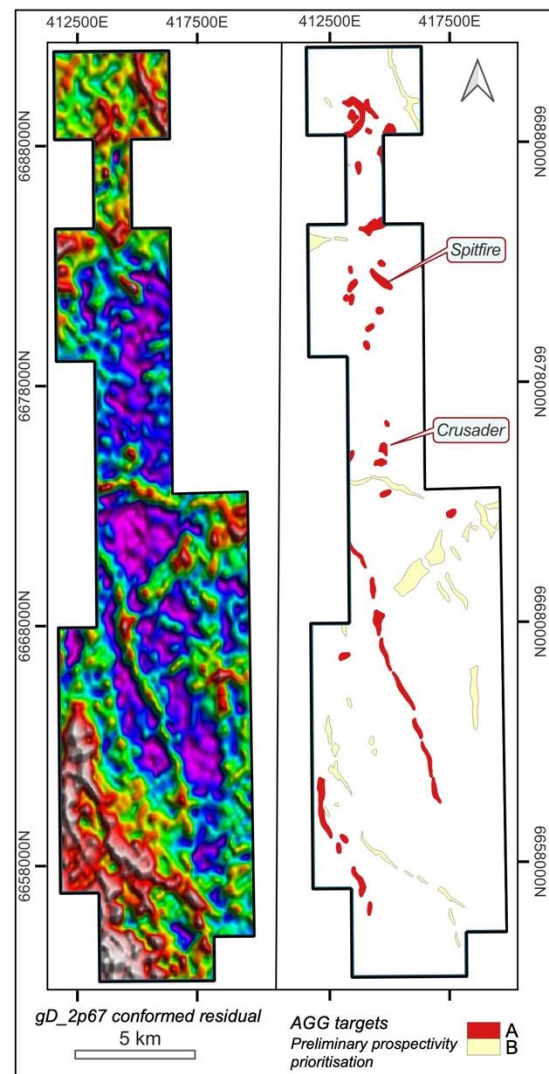 412500E 417500E 412500E 417500E
6688000N
6678000N
6668000N
6658000N
6688000N
6678000N
6668000N
6658000N
Spitfire
Crusader
gD_2p67 conformed residual
5 km
AGG targets
Preliminary prospectivity
prioritisation
A
B